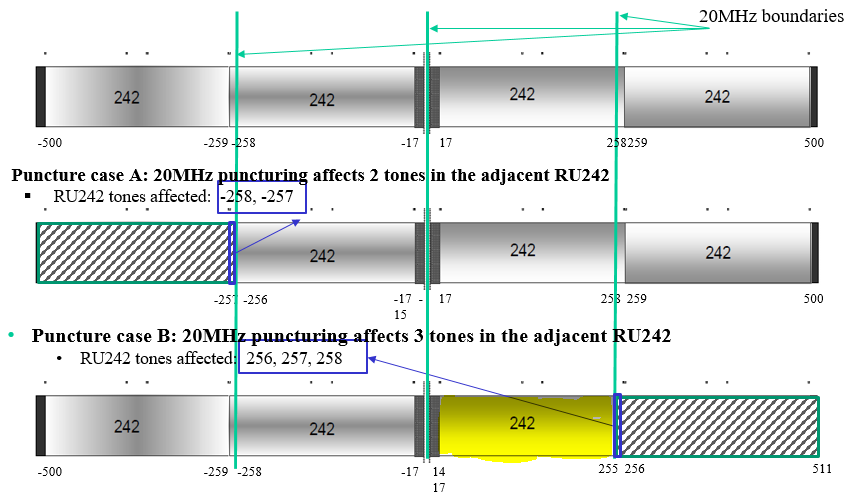 20MHz boundaries
242 242 242 242
-500 -259 -258 -17 17 258 259 500
Puncture case A: 20MHz puncturing affects 2 tones in the adjacent RU242
▪ RU242 tones affected: -258, -257
242 242 242
-257 -256 -17 - 17 258 259 500
15
• Puncture case B: 20MHz puncturing affects 3 tones in the adjacent RU242
• RU242 tones affected: 256, 257, 258
242 242 242
-500 -259 -258 -17 14 255 256 511
17